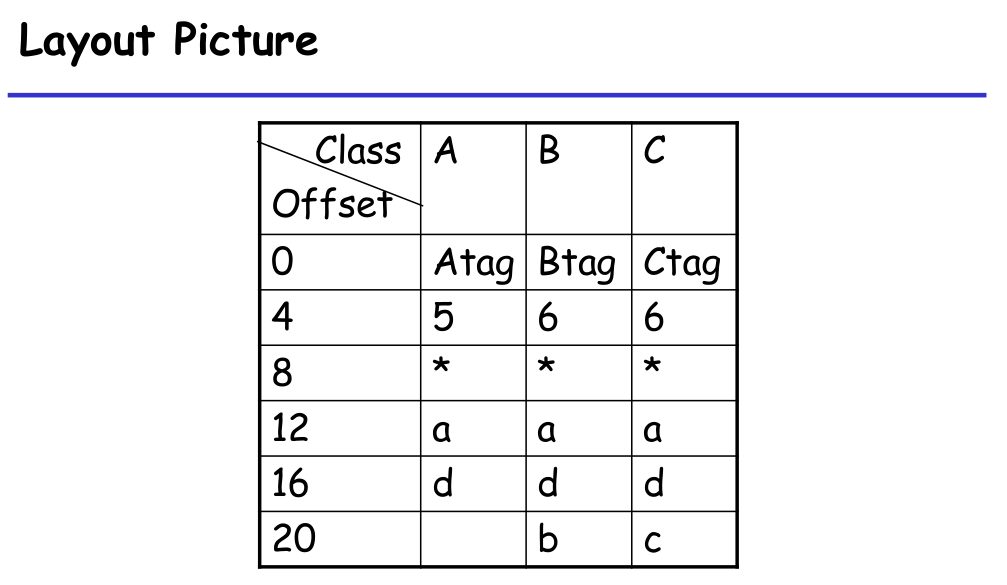 Layout Picture
Class A B C
Offset
0 Atag Btag Ctag
4 5 6 6
8 * * *
12 a a a
16 d d d
20 b c